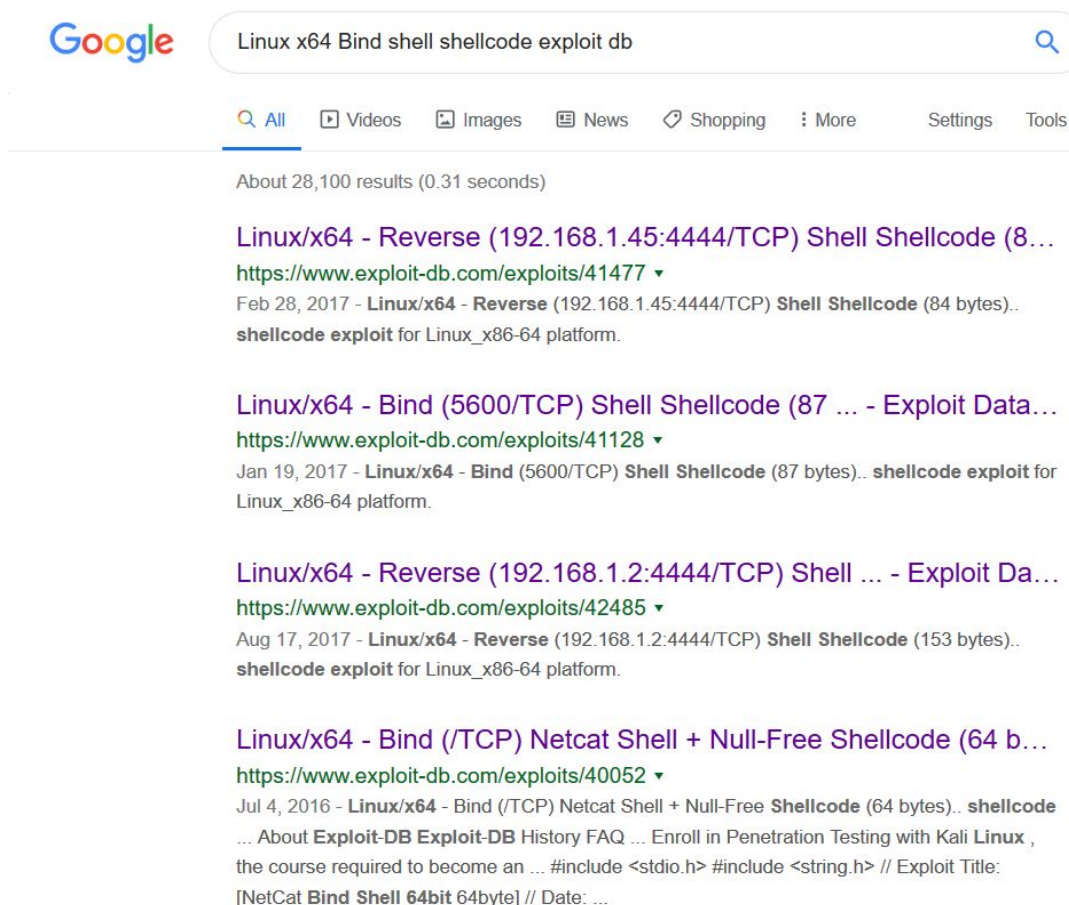 Google
Linux x64 Bind shell shellcode exploit db
All Videos Images News Shopping More Settings Tools
About 28,100 results (0.31 seconds)
Linux/x64 - Reverse (192.168.1.45:4444/TCP) Shell Shellcode (8...
https://www.exploit-db.com/exploits/41477
Feb 28, 2017 - Linux/x64 - Reverse (192.168.1.45:4444/TCP) Shell Shellcode (84 bytes)..
shellcode exploit for Linux_x86-64 platform.
Linux/x64 - Bind (5600/TCP) Shell Shellcode (87 ... - Exploit Data...
https://www.exploit-db.com/exploits/41128
Jan 19, 2017 - Linux/x64 - Bind (5600/TCP) Shell Shellcode (87 bytes).. shellcode exploit for
Linux_x86-64 platform.
Linux/x64 - Reverse (192.168.1.2:4444/TCP) Shell ... - Exploit Da...
https://www.exploit-db.com/exploits/42485
Aug 17, 2017 - Linux/x64 - Reverse (192.168.1.2:4444/TCP) Shell Shellcode (153 bytes)..
shellcode exploit for Linux_x86-64 platform.
Linux/x64 - Bind (/TCP) Netcat Shell + Null-Free Shellcode (64 b...
https://www.exploit-db.com/exploits/40052
Jul 4, 2016 - Linux/x64 - Bind (/TCP) Netcat Shell + Null-Free Shellcode (64 bytes).. shellcode
... About Exploit-DB Exploit-DB History FAQ ... Enroll in Penetration Testing with Kali Linux ,
the course required to become an ... #include <stdio.h> #include <string.h> // Exploit Title:
[NetCat Bind Shell 64bit 64byte] // Date: ...